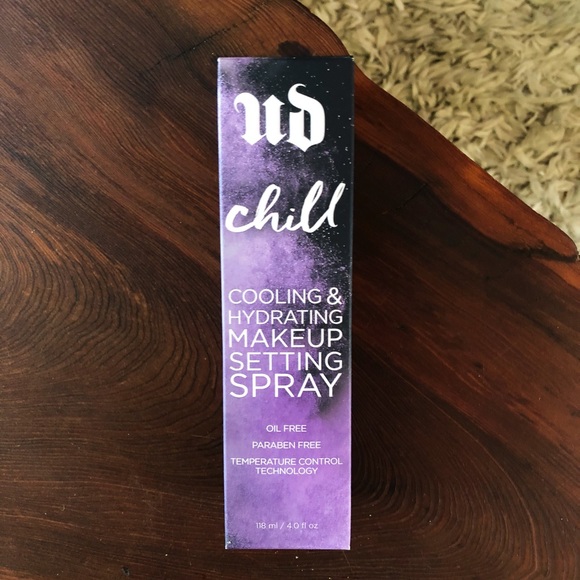 UD
chill
COOLING &
HYDRATING
MAKEUP
SETTING
SPRAY
OIL FREE
PARABEN FREE
TEMPERATURE CONTROL
TECHNOLOGY
118 ml / 4.0 fl oz